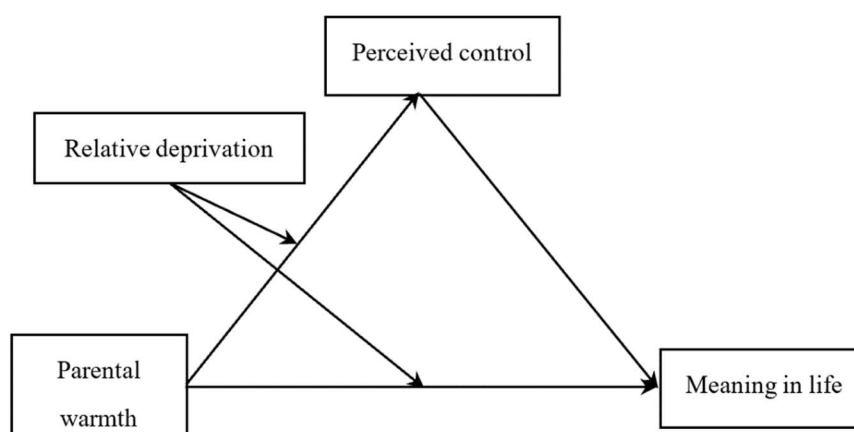 Perceived control
Relative deprivation
Parental
warmth
Meaning in life